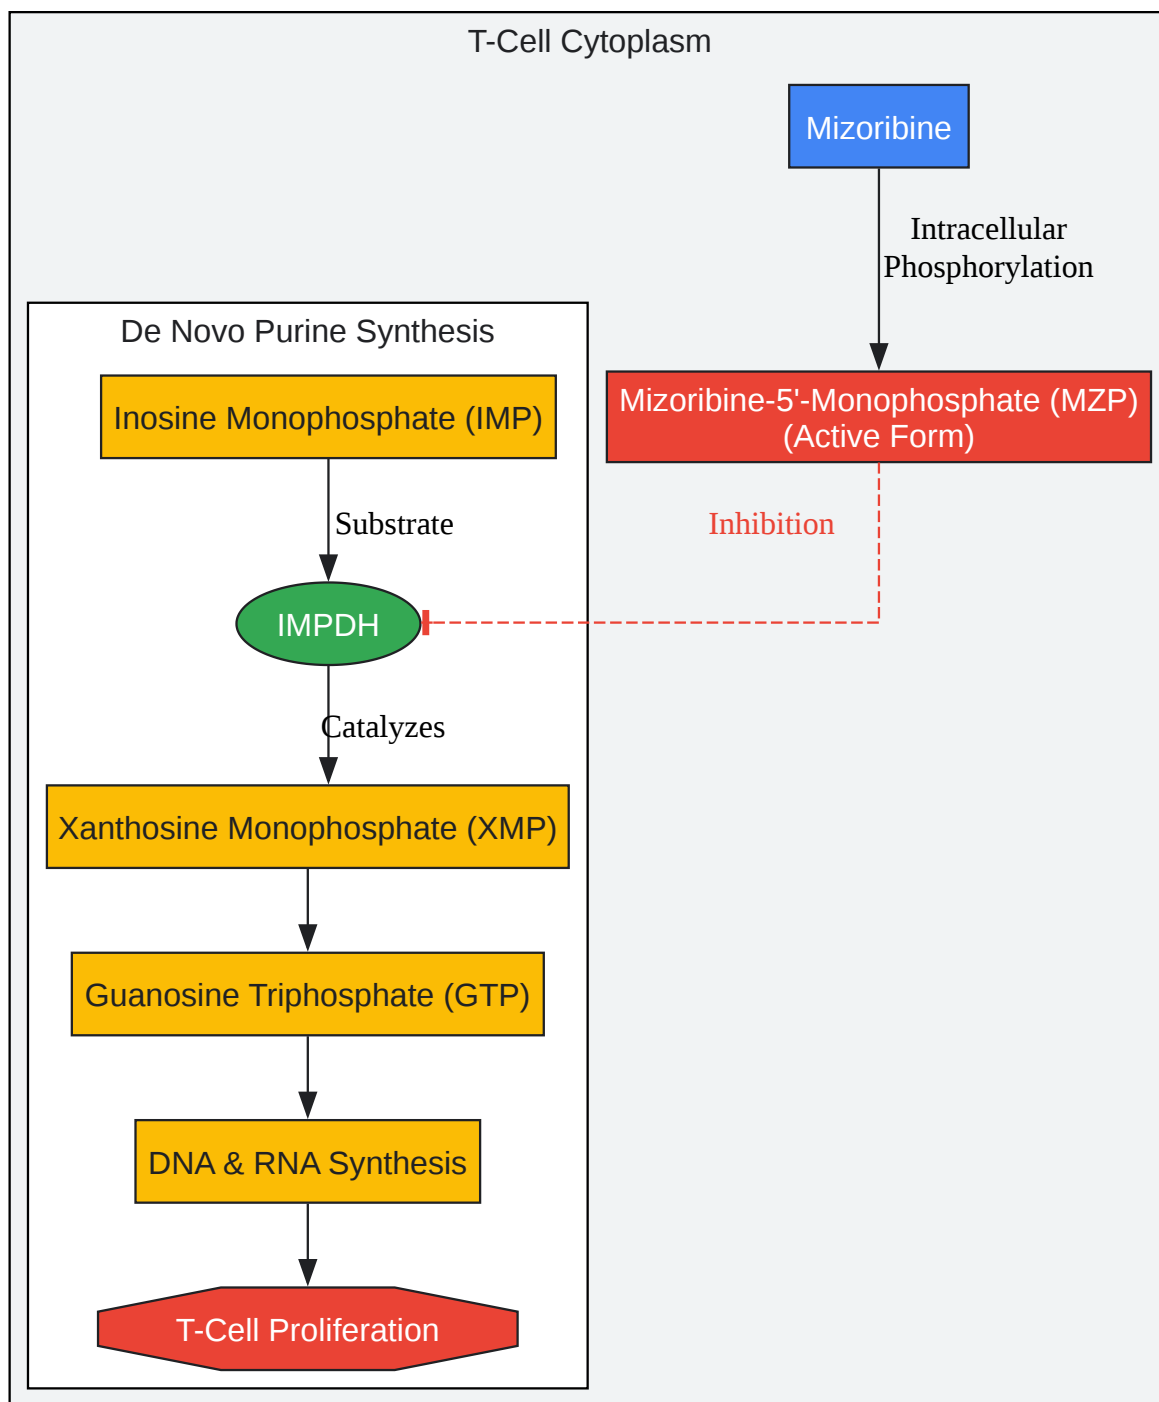 T-Cell Cytoplasm
Mizoribine
Intracellular
Phosphorylation
De Novo Purine Synthesis
Inosine Monophosphate (IMP)
Mizoribine-5'-Monophosphate (MZP)
(Active Form)
Substrate
Inhibition
IMPDH
Catalyzes
Xanthosine Monophosphate (XMP)
Guanosine Triphosphate (GTP)
DNA & RNA Synthesis
T-Cell Proliferation